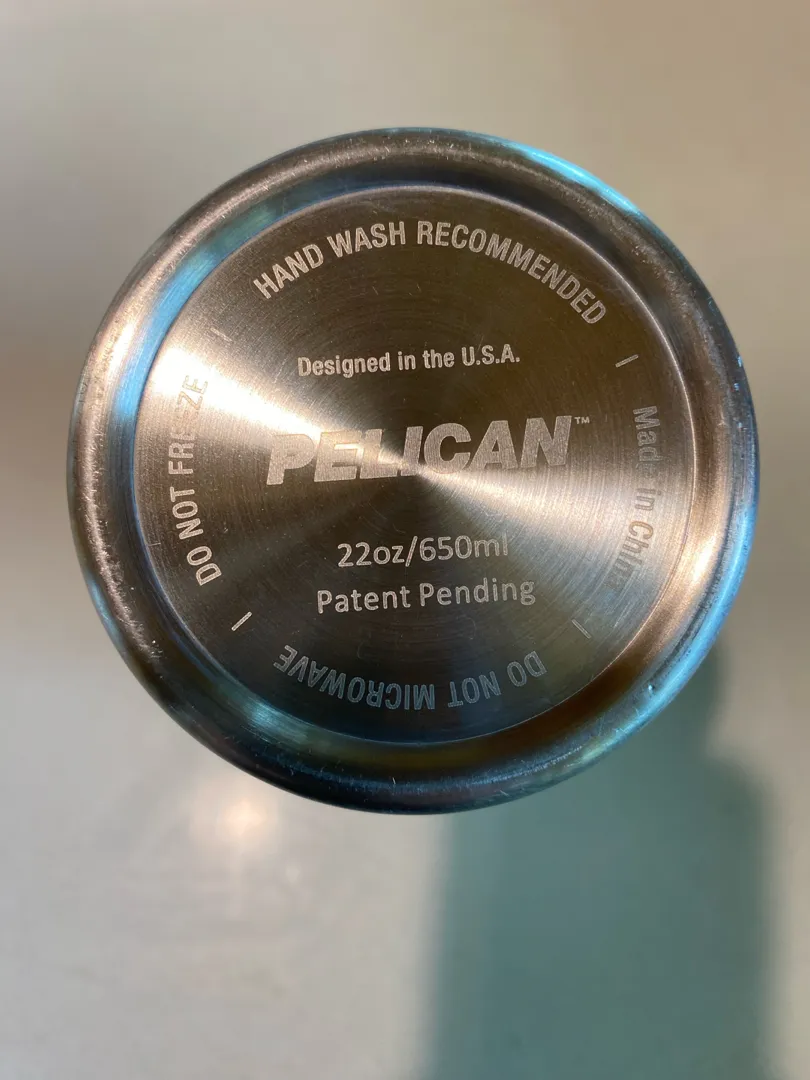 HAND WASH RECOMMENDED
Designed in the U.S.A.
PELICAN™
22oz/650ml
Patent Pending
Made in China
DO NOT MICROWAVE
DO NOT FREEZE